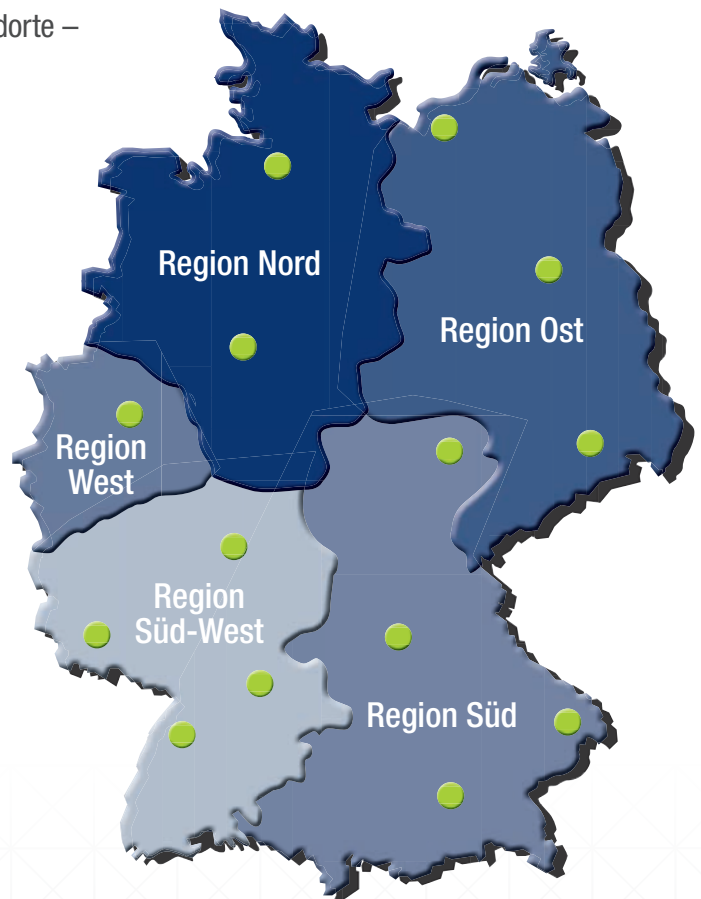 dorte –
Region Nord
Region Ost
Region
West
Region
Süd-West
Region Süd